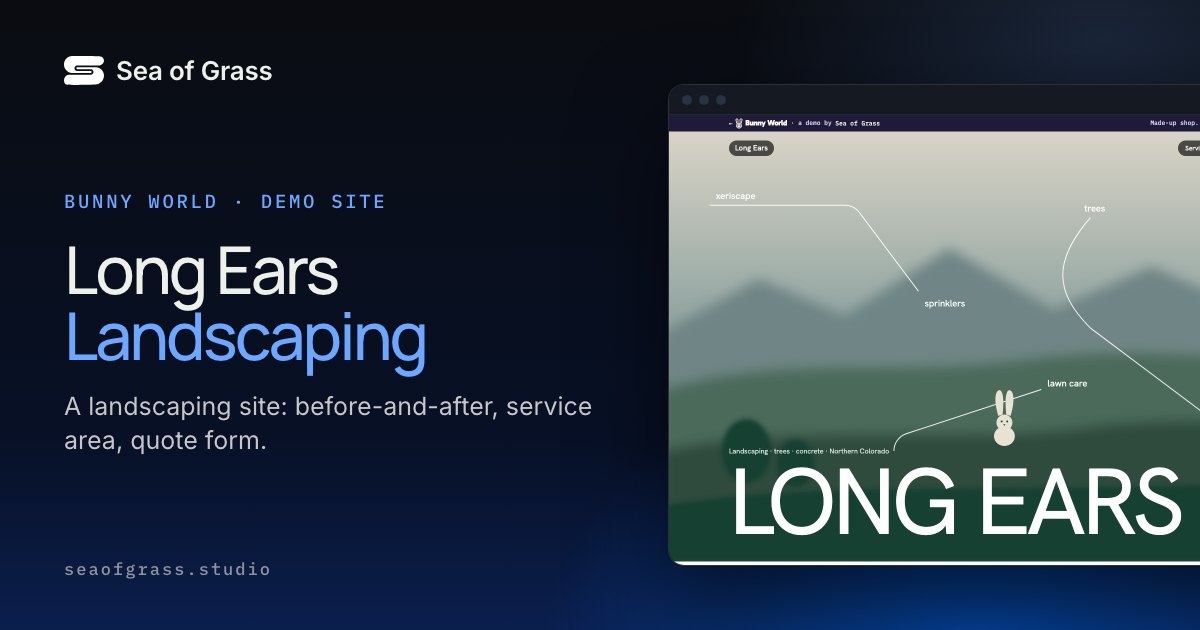 Sea of Grass
BUNNY WORLD · DEMO SITE
Long Ears
Landscaping
A landscaping site: before-and-after, service
area, quote form.
seaofgrass.studio
← Bunny World · a demo by Sea of Grass
Made-up shop.
Long Ears
xeriscape
trees
sprinklers
lawn care
Landscaping · trees · concrete · Northern Colorado
LONG EARS